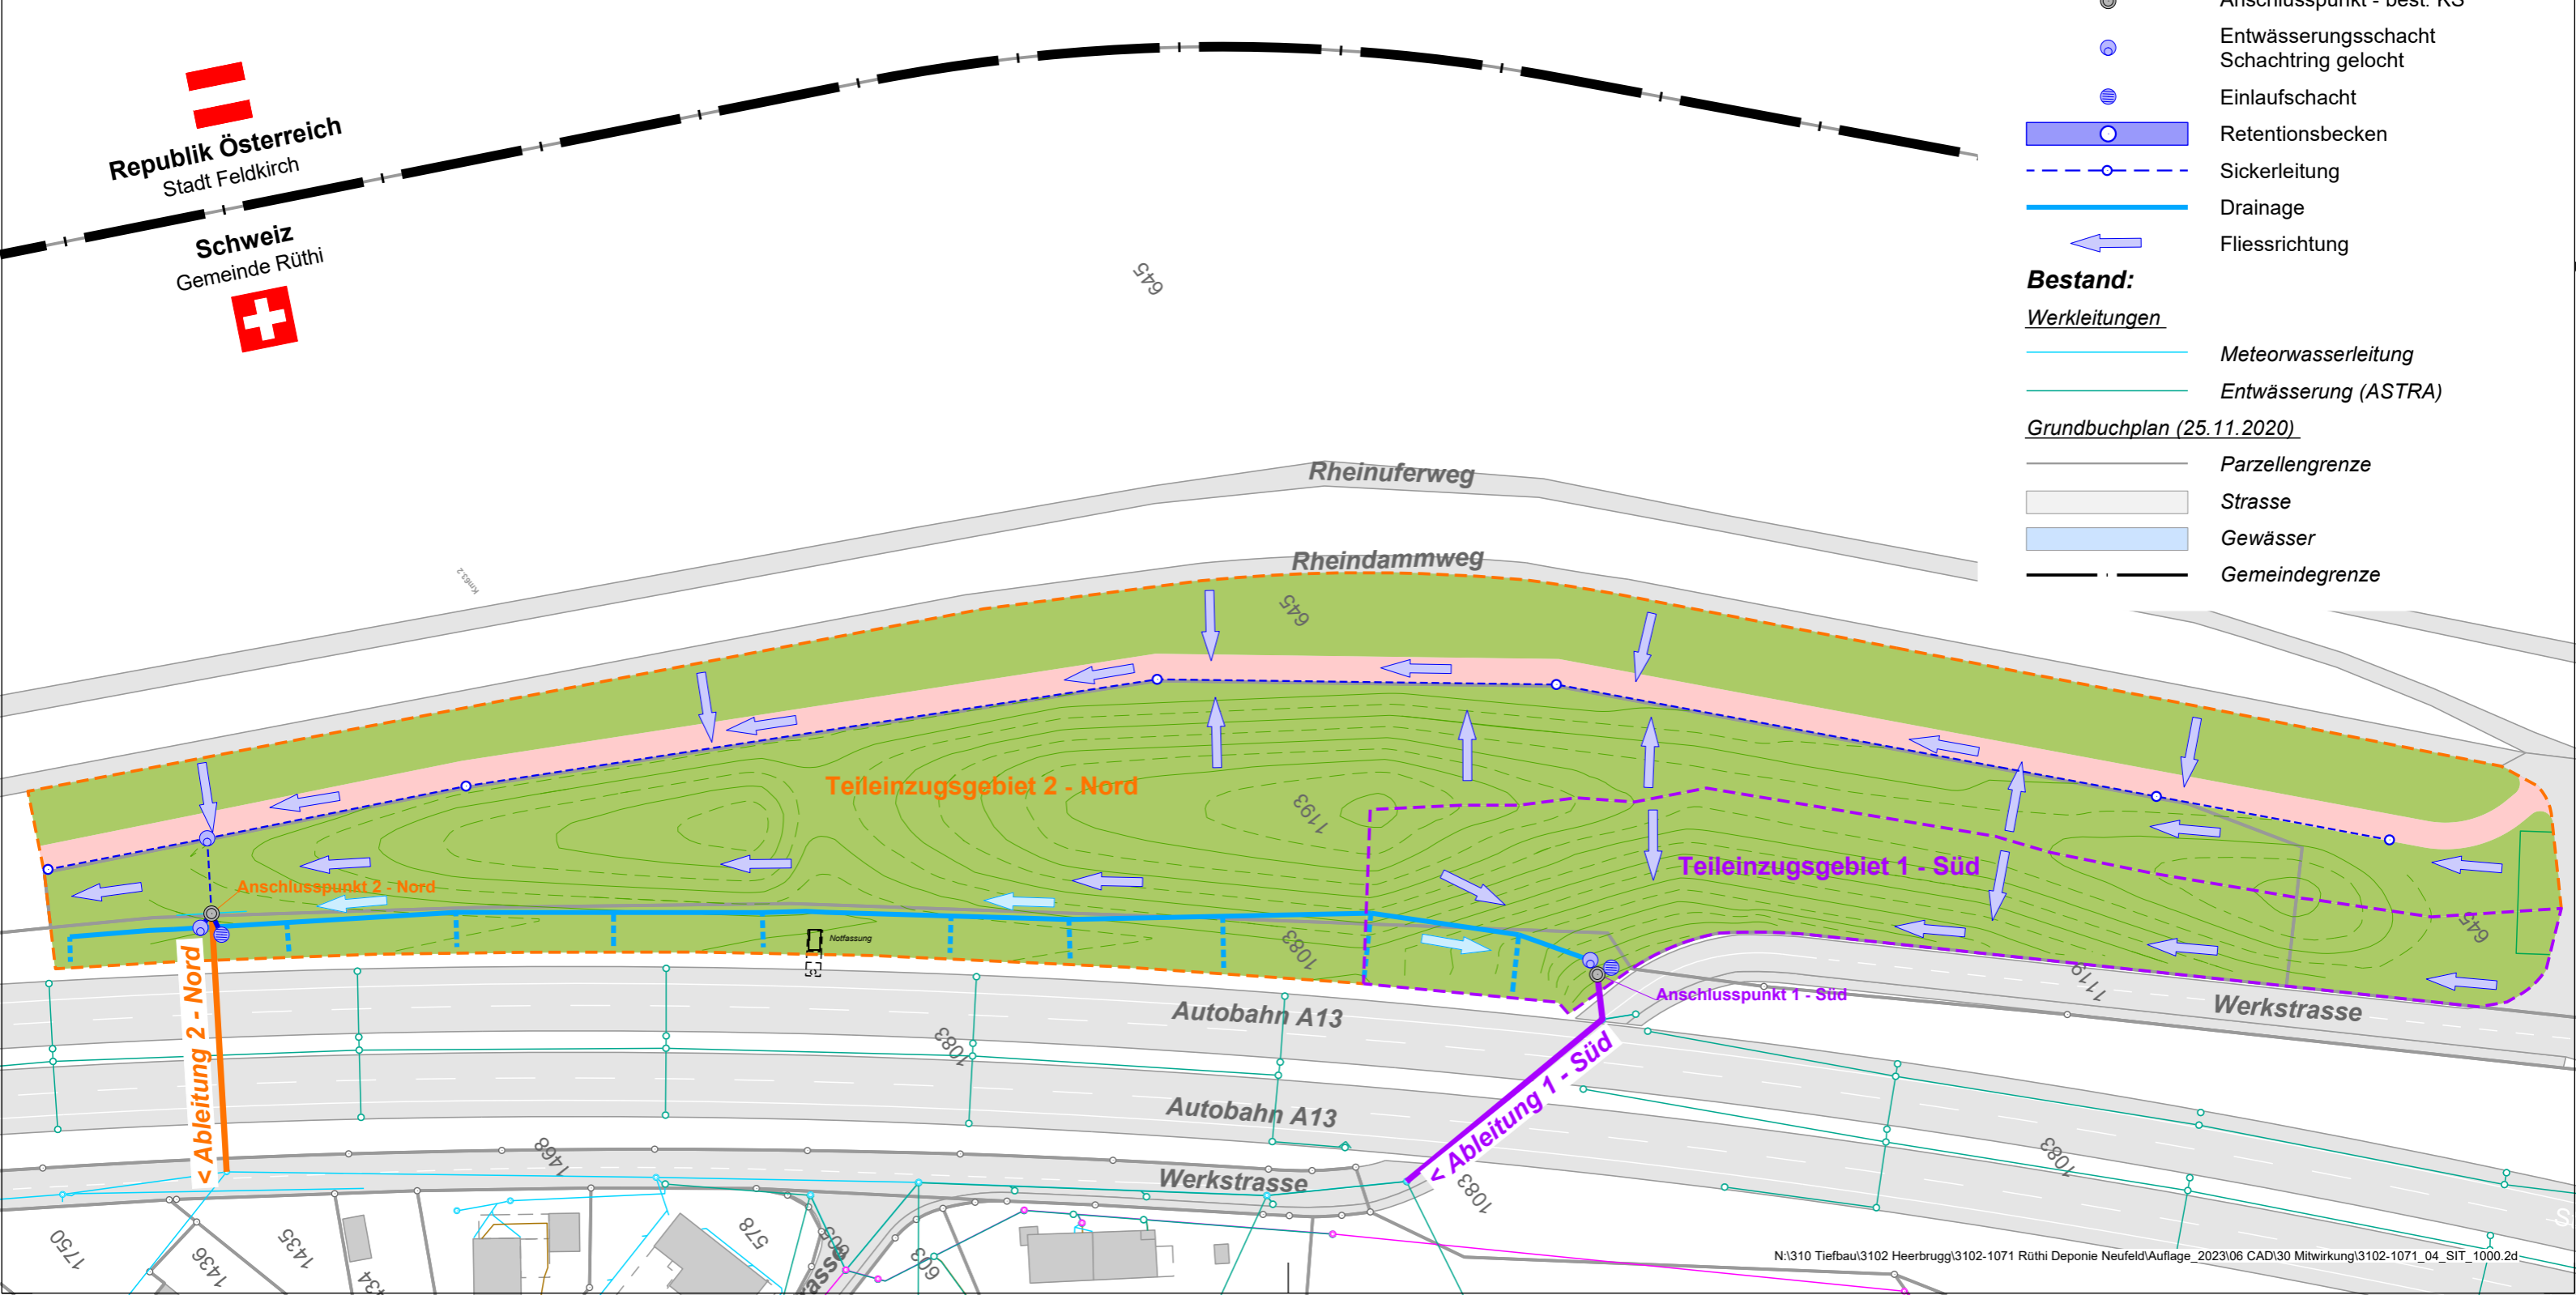 Anschlusspunkt - best. KS
Entwässerungsschacht
Schachtring gelocht
Einlaufschacht
Retentionsbecken
Sickerleitung
Drainage
Fliessrichtung
Bestand:
Werkleitungen
Meteorwasserleitung
Entwässerung (ASTRA)
Grundbuchplan (25.11.2020)
Parzellengrenze
Strasse
Gewässer
Gemeindegrenze
Republik Österreich
Stadt Feldkirch
Schweiz
Gemeinde Rüthi
645
Rheinuferweg
Rheindammweg
Km63.2
645
Teileinzugsgebiet 2 - Nord
1193
Teileinzugsgebiet 1 - Süd
Anschlusspunkt 2 - Nord
Notfassung
1083
645
1119
Anschlusspunkt 1 - Süd
Werkstrasse
< Ableitung 2 - Nord
Autobahn A13
1083
< Ableitung 1 - Süd
Autobahn A13
1468
Werkstrasse
1083
1083
1750
1436
1435
578
603
N:\310 Tiefbau\3102 Heerbrugg\3102-1071 Rüthi Deponie Neufeld\Auflage_2023\06 CAD\30 Mitwirkung\3102-1071_04_SIT_1000.2d